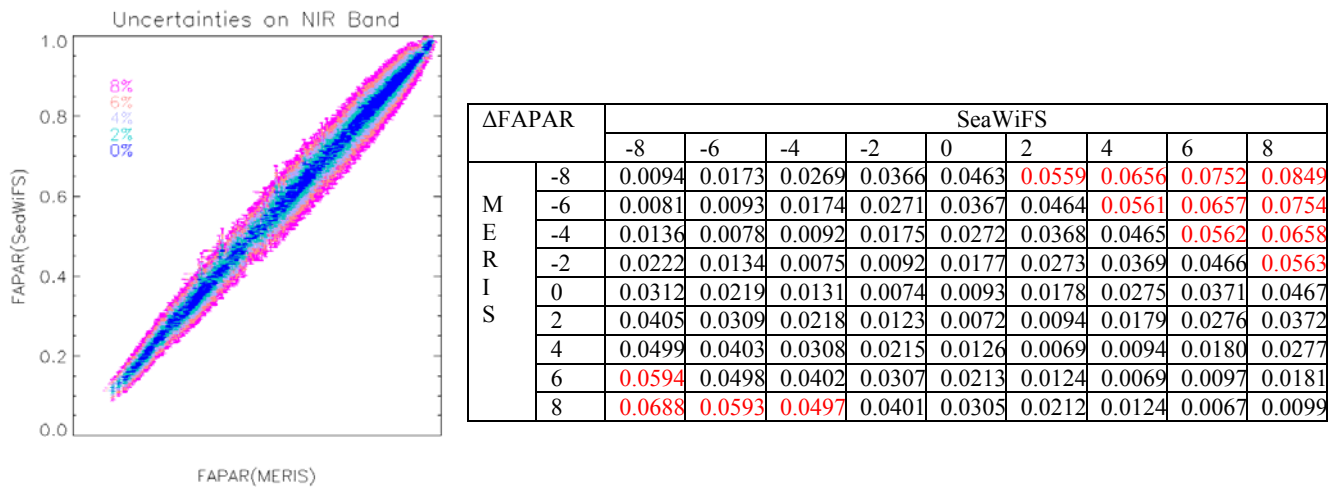 Uncertainties on NIR Band
1.0
0.8
0.6
0.4
0.2
0.0
FAPAR(SeaWiFS)
8%
6%
4%
2%
0%
FAPAR(MERIS)
ΔFAPAR SeaWiFS
-8 -6 -4 -2 0 2 4 6 8
MERIS
-8 0.0094 0.0173 0.0269 0.0366 0.0463 0.0559 0.0656 0.0752 0.0849
-6 0.0081 0.0093 0.0174 0.0271 0.0367 0.0464 0.0561 0.0657 0.0754
-4 0.0136 0.0078 0.0092 0.0175 0.0272 0.0368 0.0465 0.0562 0.0658
-2 0.0222 0.0134 0.0075 0.0092 0.0177 0.0273 0.0369 0.0466 0.0563
0 0.0312 0.0219 0.0131 0.0074 0.0093 0.0178 0.0275 0.0371 0.0467
2 0.0405 0.0309 0.0218 0.0123 0.0072 0.0094 0.0179 0.0276 0.0372
4 0.0499 0.0403 0.0308 0.0215 0.0126 0.0069 0.0094 0.0180 0.0277
6 0.0594 0.0498 0.0402 0.0307 0.0213 0.0124 0.0069 0.0097 0.0181
8 0.0688 0.0593 0.0497 0.0401 0.0305 0.0212 0.0124 0.0067 0.0099